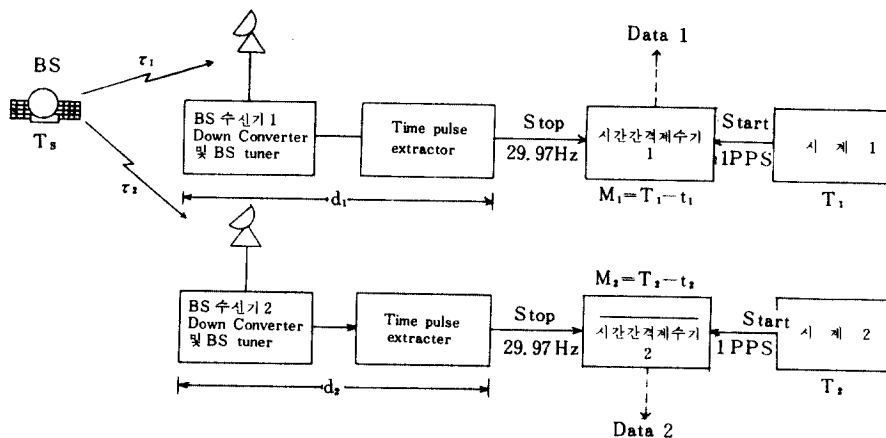 Data 1
BS
τ₁
Tₛ
BS 수신기 1
Down Converter
및 BS tuner
Time pulse
extractor
Stop
29.97Hz
시간간격계수기
1
Start
1PPS
시 계 1
d₁
M₁=T₁-t₁
T₁
τ₂
M₂=T₂-t₂
BS 수신기 2
Down Converter
및 BS tuner
Time pulse
extracter
Stop
29.97Hz
시간간격계수기
2
Start
1PPS
시 계 2
d₂
T₂
Data 2